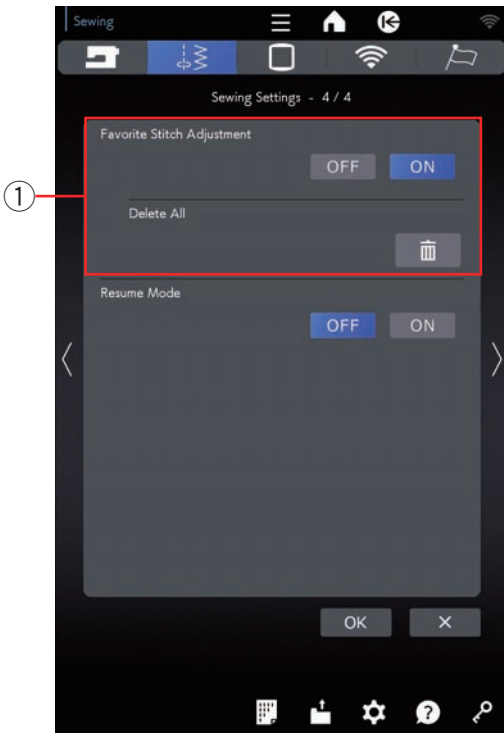 Sewing
Sewing Settings - 4 / 4
Favorite Stitch Adjustment
OFF ON
1
Delete All
Resume Mode
OFF ON
OK ×
?